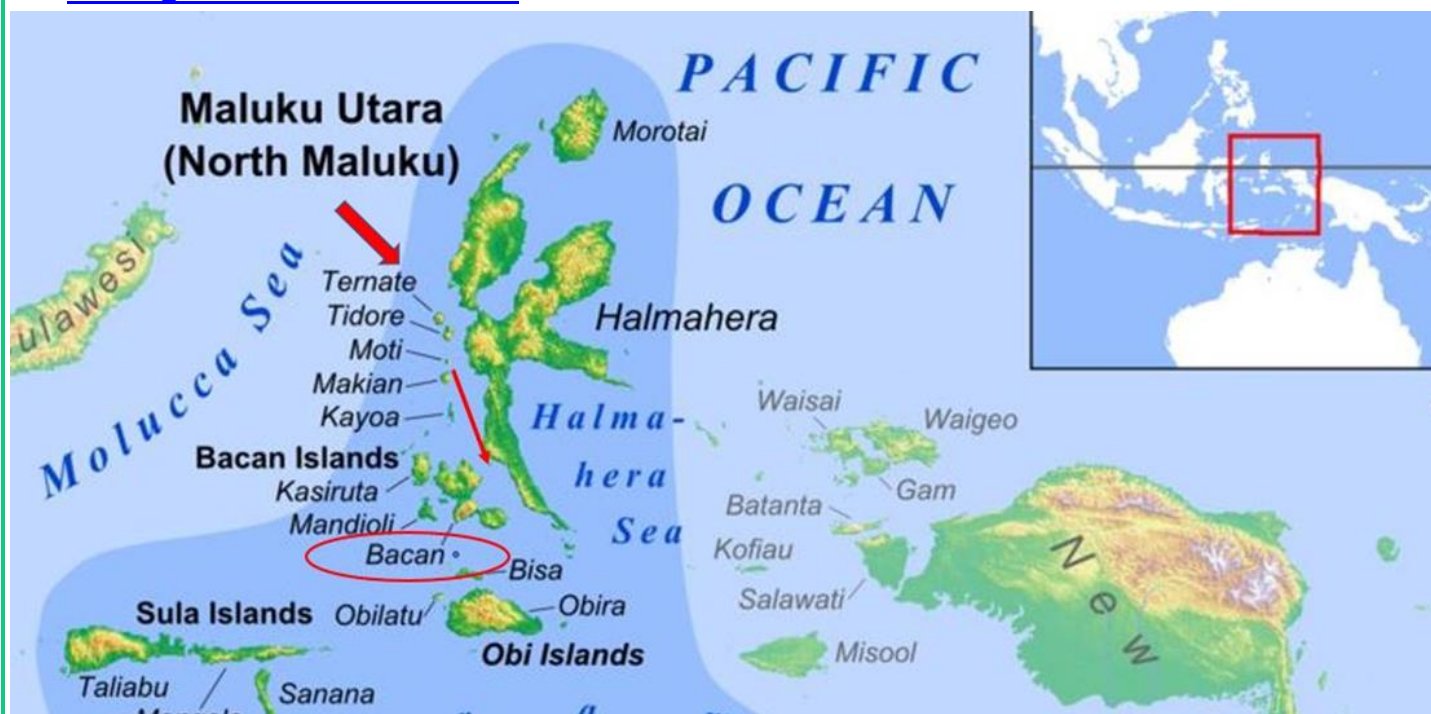 PACIFIC
OCEAN
Maluku Utara
(North Maluku)
Morotai
ulawesi
Molucca Sea
Ternate
Tidore
Moti
Makian
Kayoa
Halmahera
Halma-
hera
Sea
Bacan Islands
Kasiruta
Mandioli
Bacan
Bisa
Obilatu
Obira
Obi Islands
Sula Islands
Taliabu
Sanana
Waisai
Waigeo
Gam
Batanta
Kofiau
Salawati
Misool
New